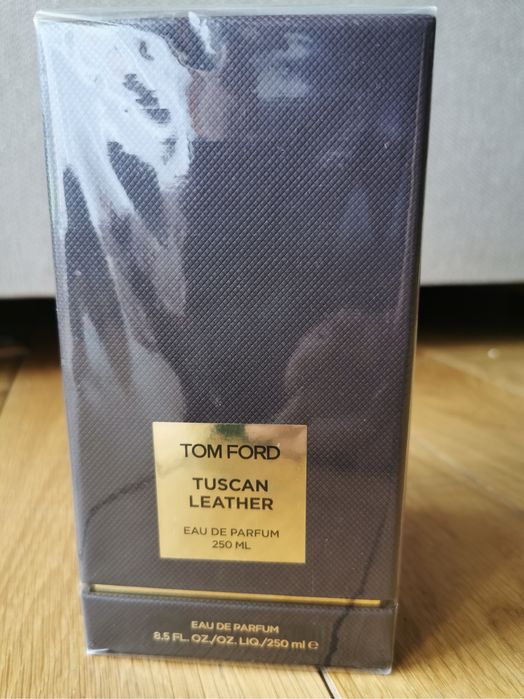 TOM FORD
TUSCAN
LEATHER
EAU DE PARFUM
250 ML
EAU DE PARFUM
8.5 FL. OZ./OZ. LIQ./250 ml ℮